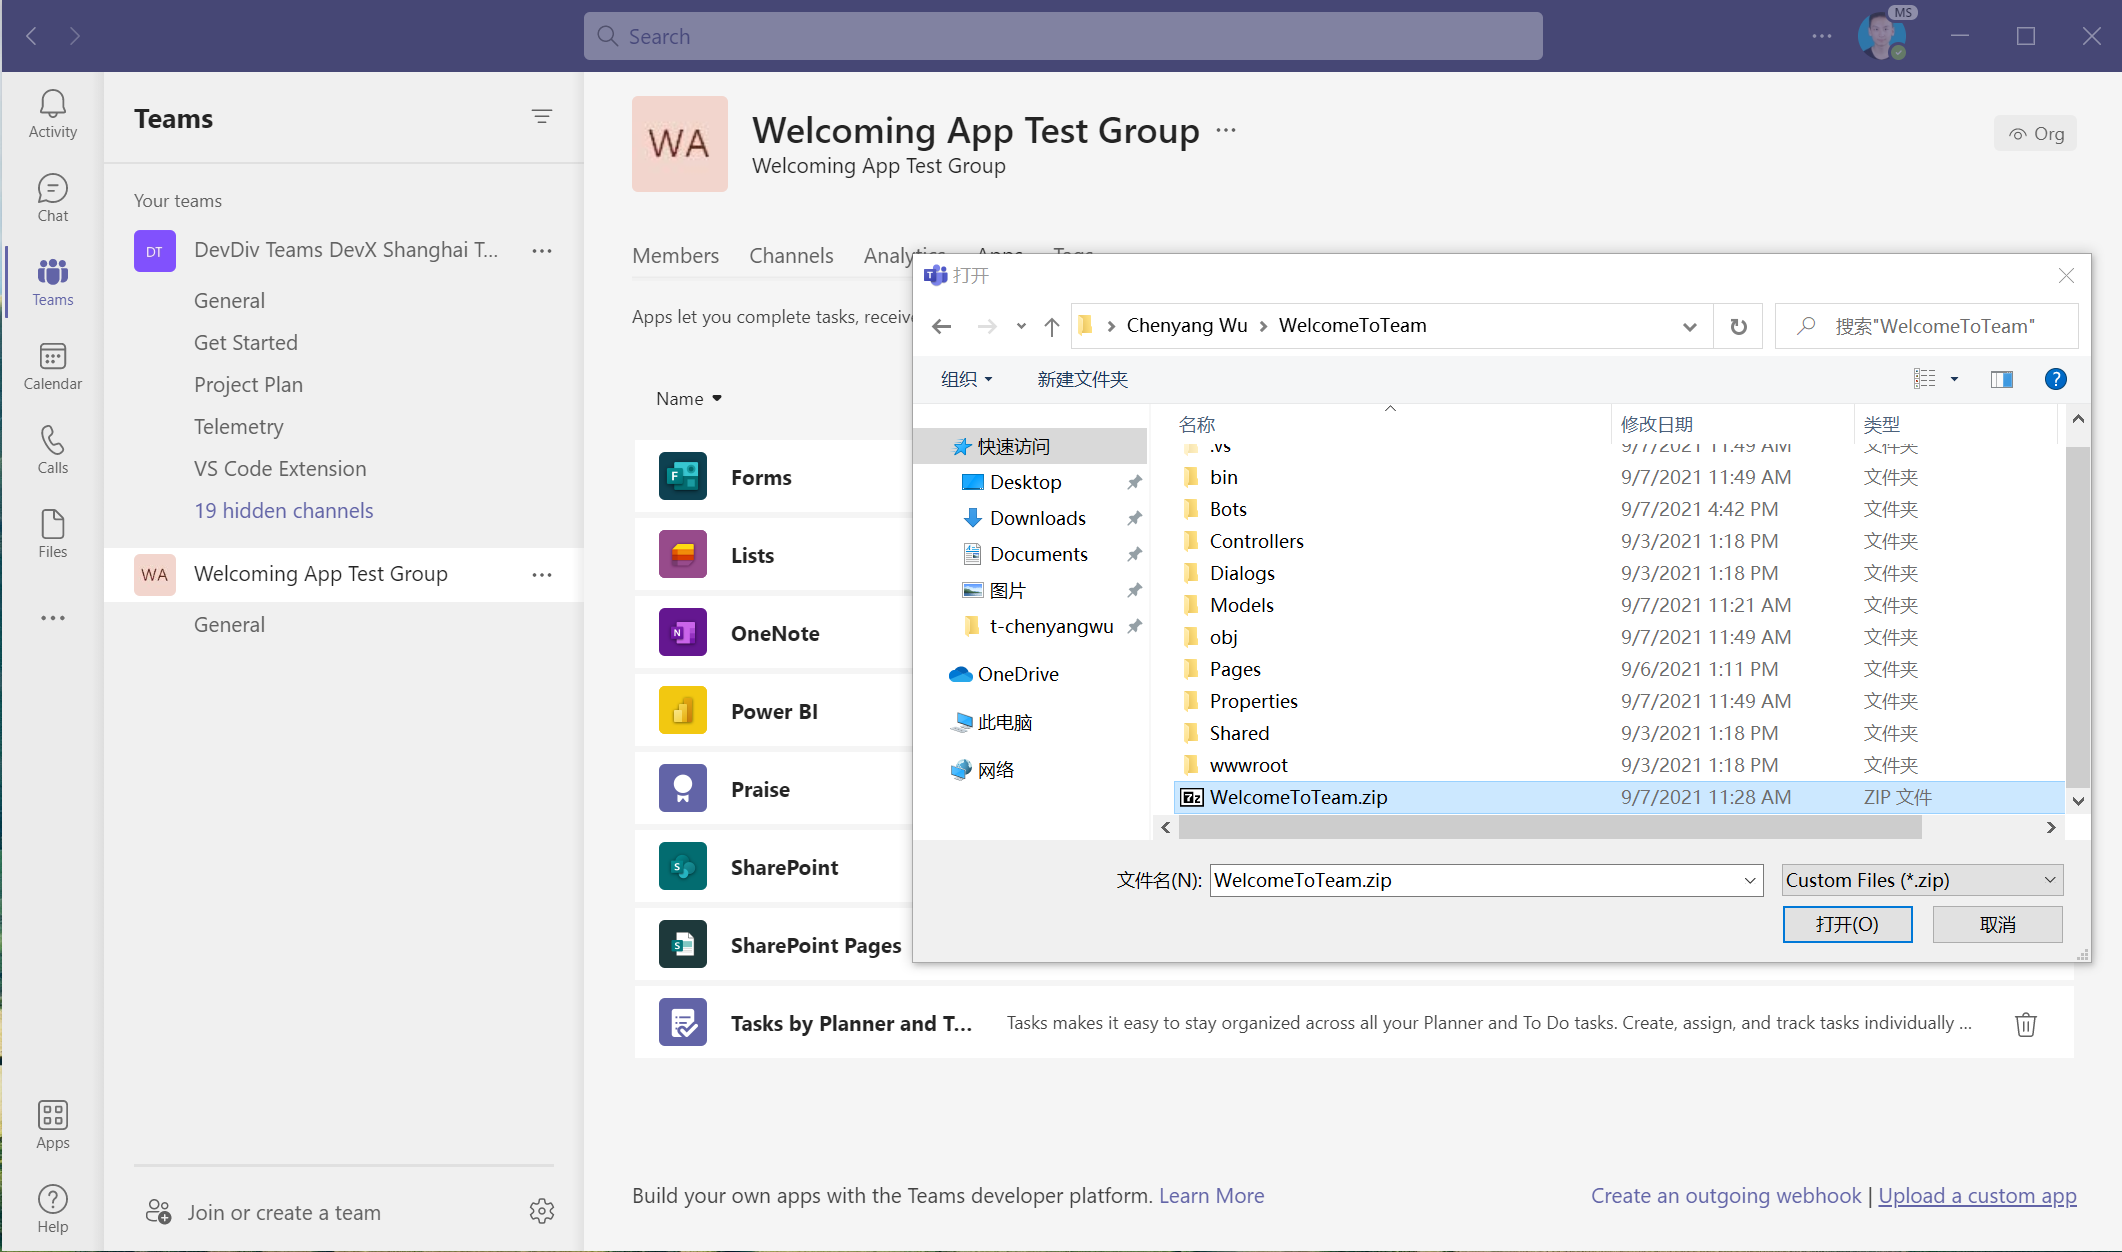 Search
MS
Activity
Chat
Teams
Calendar
Calls
Files
Apps
Help
Teams
Your teams
DT
DevDiv Teams DevX Shanghai T...
General
Get Started
Project Plan
Telemetry
VS Code Extension
19 hidden channels
WA
Welcoming App Test Group
General
Join or create a team
WA
Welcoming App Test Group
Welcoming App Test Group
Org
Members Channels Analytics Apps Tags
Apps let you complete tasks, receive
Name
Forms
Lists
OneNote
Power BI
Praise
SharePoint
SharePoint Pages
Tasks by Planner and T...
Tasks makes it easy to stay organized across all your Planner and To Do tasks. Create, assign, and track tasks individually ...
Build your own apps with the Teams developer platform. Learn More
Create an outgoing webhook | Upload a custom app
打开
Chenyang Wu > WelcomeToTeam
搜索"WelcomeToTeam"
组织 新建文件夹
快速访问
Desktop
Downloads
Documents
图片
t-chenyangwu
OneDrive
此电脑
网络
名称 修改日期 类型
.vs 9/7/2021 11:49 AM 文件夹
bin 9/7/2021 11:49 AM 文件夹
Bots 9/7/2021 4:42 PM 文件夹
Controllers 9/3/2021 1:18 PM 文件夹
Dialogs 9/3/2021 1:18 PM 文件夹
Models 9/7/2021 11:21 AM 文件夹
obj 9/7/2021 11:49 AM 文件夹
Pages 9/6/2021 1:11 PM 文件夹
Properties 9/7/2021 11:49 AM 文件夹
Shared 9/3/2021 1:18 PM 文件夹
wwwroot 9/3/2021 1:18 PM 文件夹
WelcomeToTeam.zip 9/7/2021 11:28 AM ZIP 文件
文件名(N): WelcomeToTeam.zip
Custom Files (*.zip)
打开(O) 取消